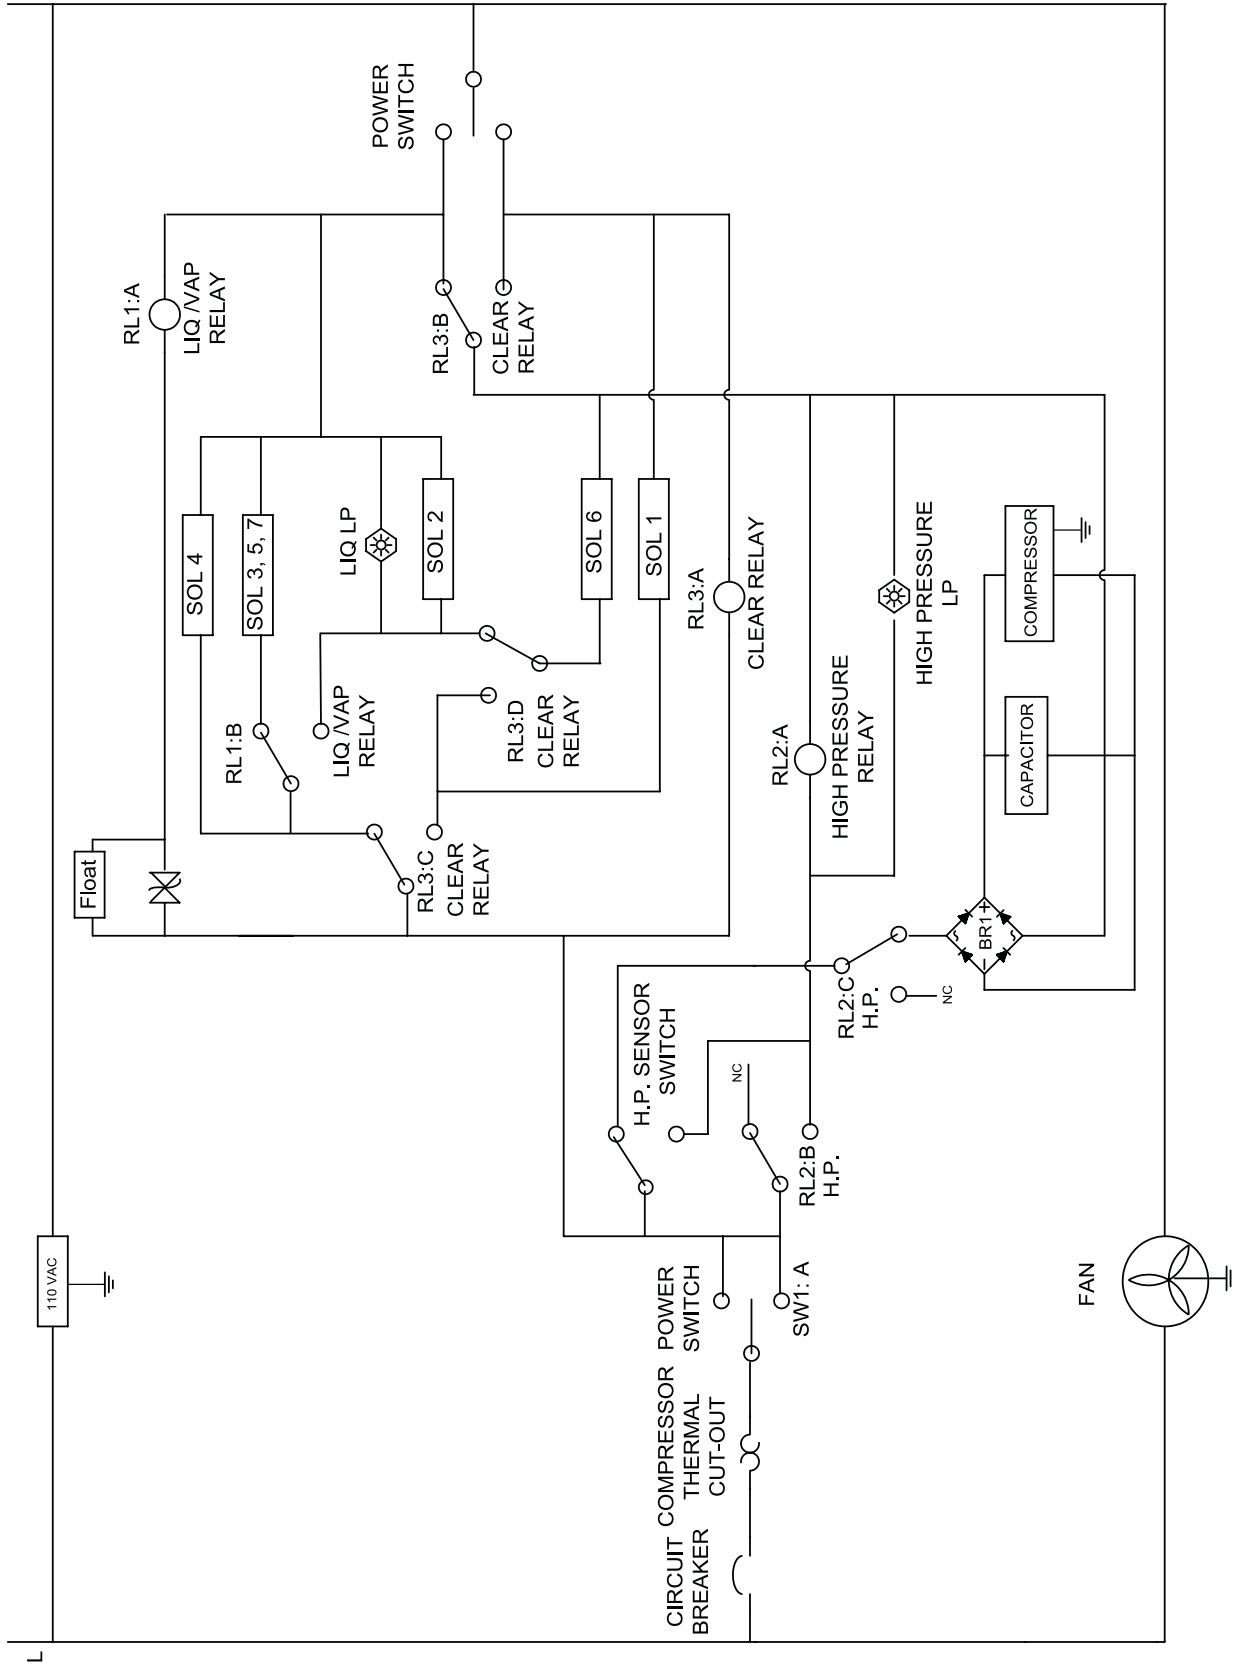 L
110 VAC
Float
RL1:A
LIQ /VAP
RELAY
POWER
SWITCH
SOL 4
SOL 3, 5, 7
LIQ LP
SOL 2
RL1:B
LIQ /VAP
RELAY
RL3:B
CLEAR
RELAY
SOL 6
SOL 1
RL3:D
CLEAR
RELAY
RL3:C
CLEAR
RELAY
RL3:A
CLEAR RELAY
RL2:A
HIGH PRESSURE
RELAY
HIGH PRESSURE
LP
COMPRESSOR
CAPACITOR
BR1
+
−
~
~
RL2:C
H.P.
NC
H.P. SENSOR
SWITCH
NC
RL2:B
H.P.
POWER
SWITCH
SW1: A
COMPRESSOR
THERMAL
CUT-OUT
CIRCUIT
BREAKER
FAN